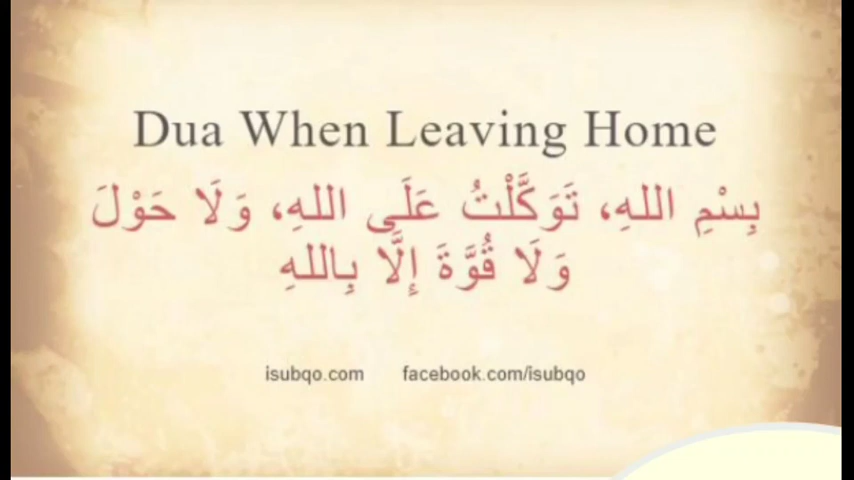 Dua When Leaving Home
بِسْمِ اللهِ، تَوَكَّلْتُ عَلَى اللهِ، وَلَا حَوْلَ
وَلَا قُوَّةَ إِلَّا بِاللهِ
isubqo.com facebook.com/isubqo